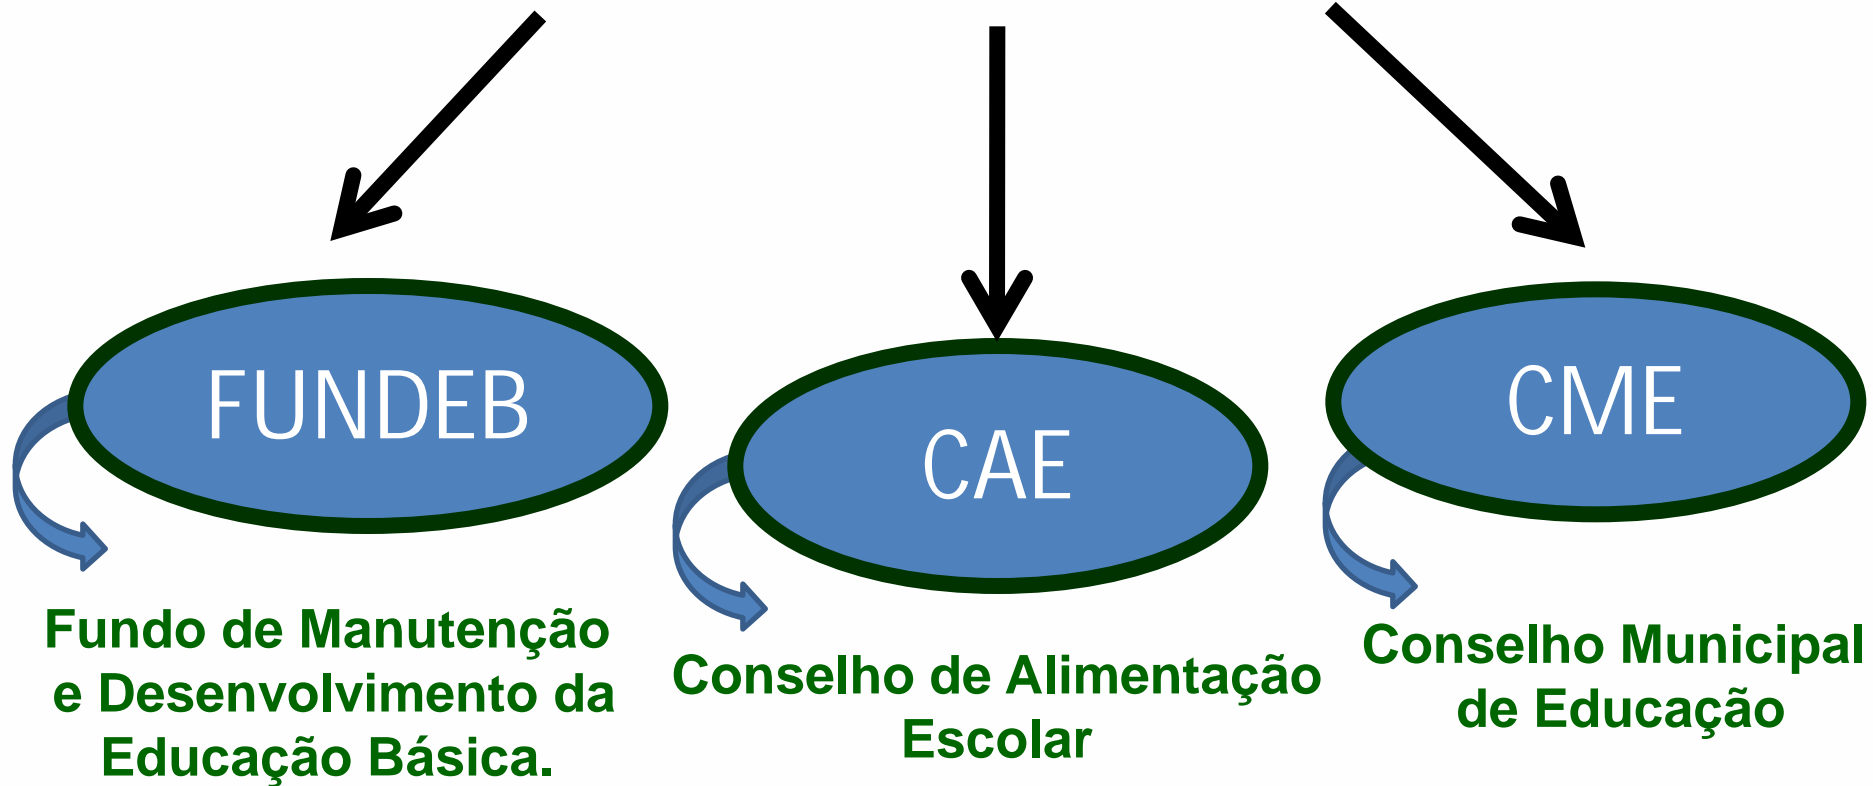 FUNDEB
CAE
CME
Fundo de Manutenção
e Desenvolvimento da
Educação Básica.
Conselho de Alimentação
Escolar
Conselho Municipal
de Educação